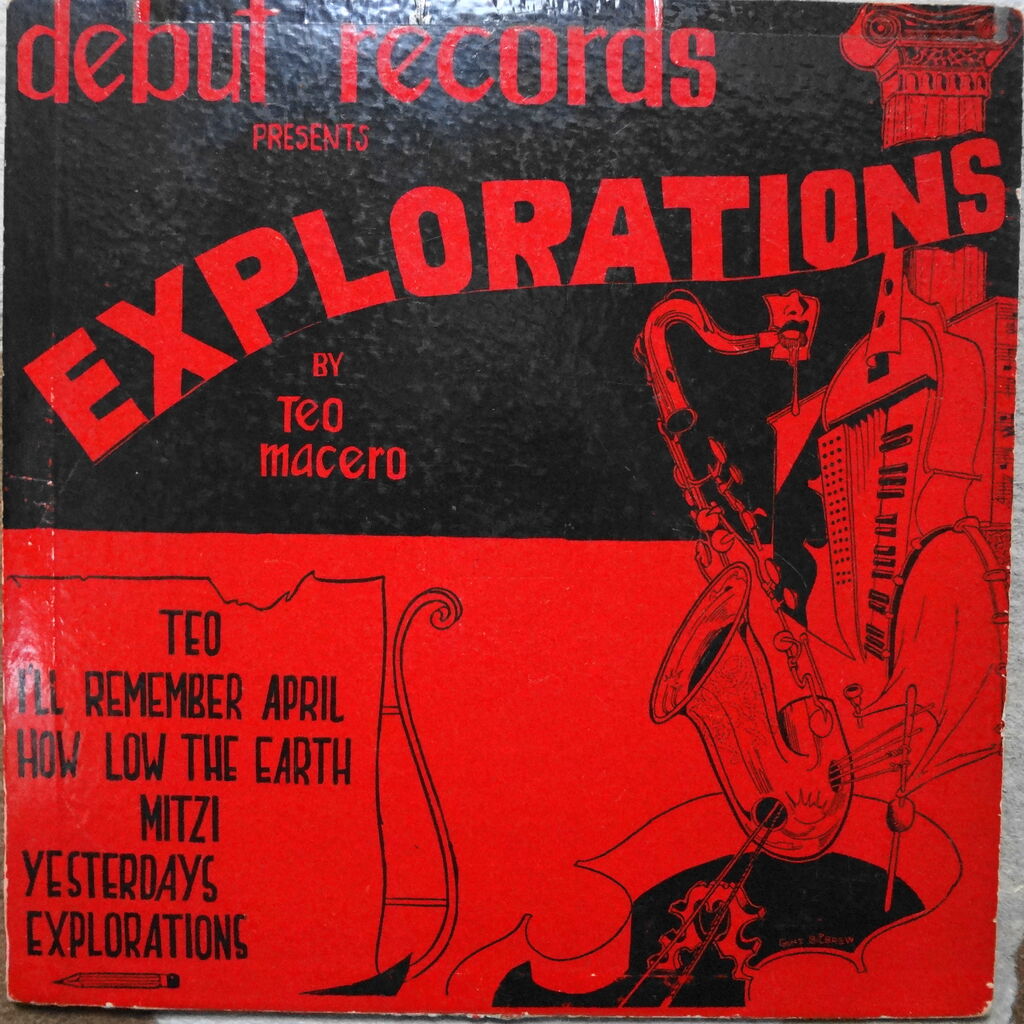 debut records
PRESENTS
EXPLORATIONS
BY
TEO
macero
TEO
I'LL REMEMBER APRIL
HOW LOW THE EARTH
MITZI
YESTERDAYS
EXPLORATIONS